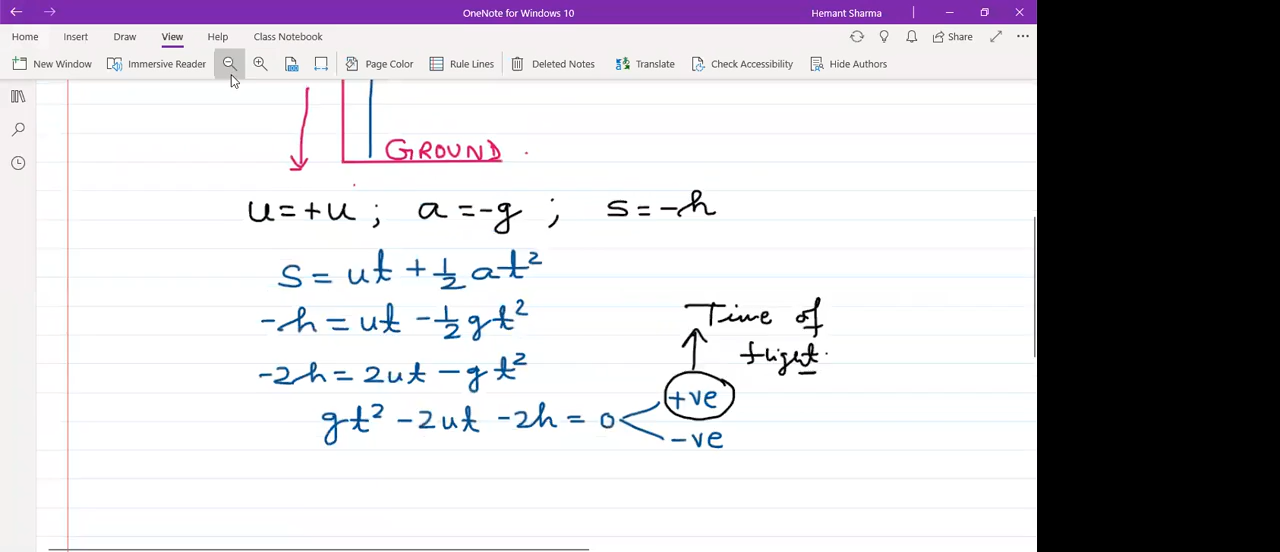 OneNote for Windows 10
Hemant Sharma
Home Insert Draw View Help Class Notebook
Share
New Window Immersive Reader Page Color Rule Lines Deleted Notes Translate Check Accessibility Hide Authors
GROUND
u = +u ; a = -g ; s = -h
S = ut + 1/2 at²
-h = ut - 1/2 gt²
Time of
flight.
-2h = 2ut - gt²
+ve
gt² - 2ut - 2h = 0
-ve